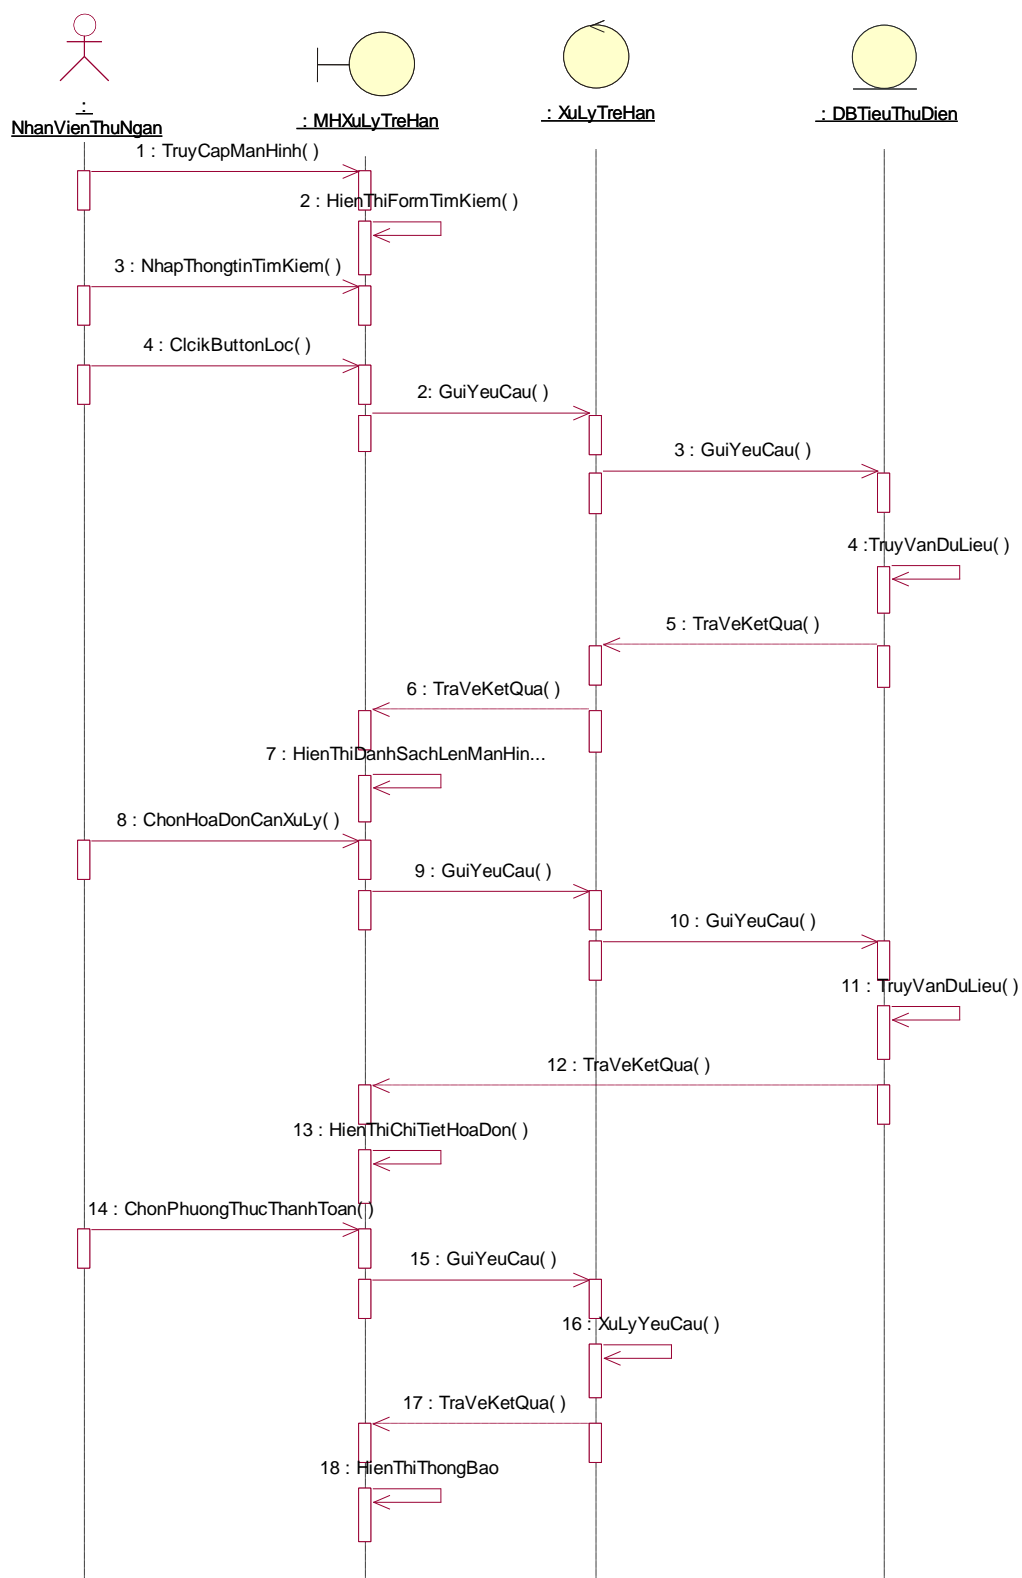 :
NhanVienThuNgan
: MHXuLyTreHan
: XuLyTreHan
: DBTieuThuDien
1 : TruyCapManHinh( )
2 : HienThiFormTimKiem( )
3 : NhapThongtinTimKiem( )
4 : ClcikButtonLoc( )
2: GuiYeuCau( )
3 : GuiYeuCau( )
4 :TruyVanDuLieu( )
5 : TraVeKetQua( )
6 : TraVeKetQua( )
7 : HienThiDanhSachLenManHin...
8 : ChonHoaDonCanXuLy( )
9 : GuiYeuCau( )
10 : GuiYeuCau( )
11 : TruyVanDuLieu( )
12 : TraVeKetQua( )
13 : HienThiChiTietHoaDon( )
14 : ChonPhuongThucThanhToan( )
15 : GuiYeuCau( )
16 : XuLyYeuCau( )
17 : TraVeKetQua( )
18 : HienThiThongBao